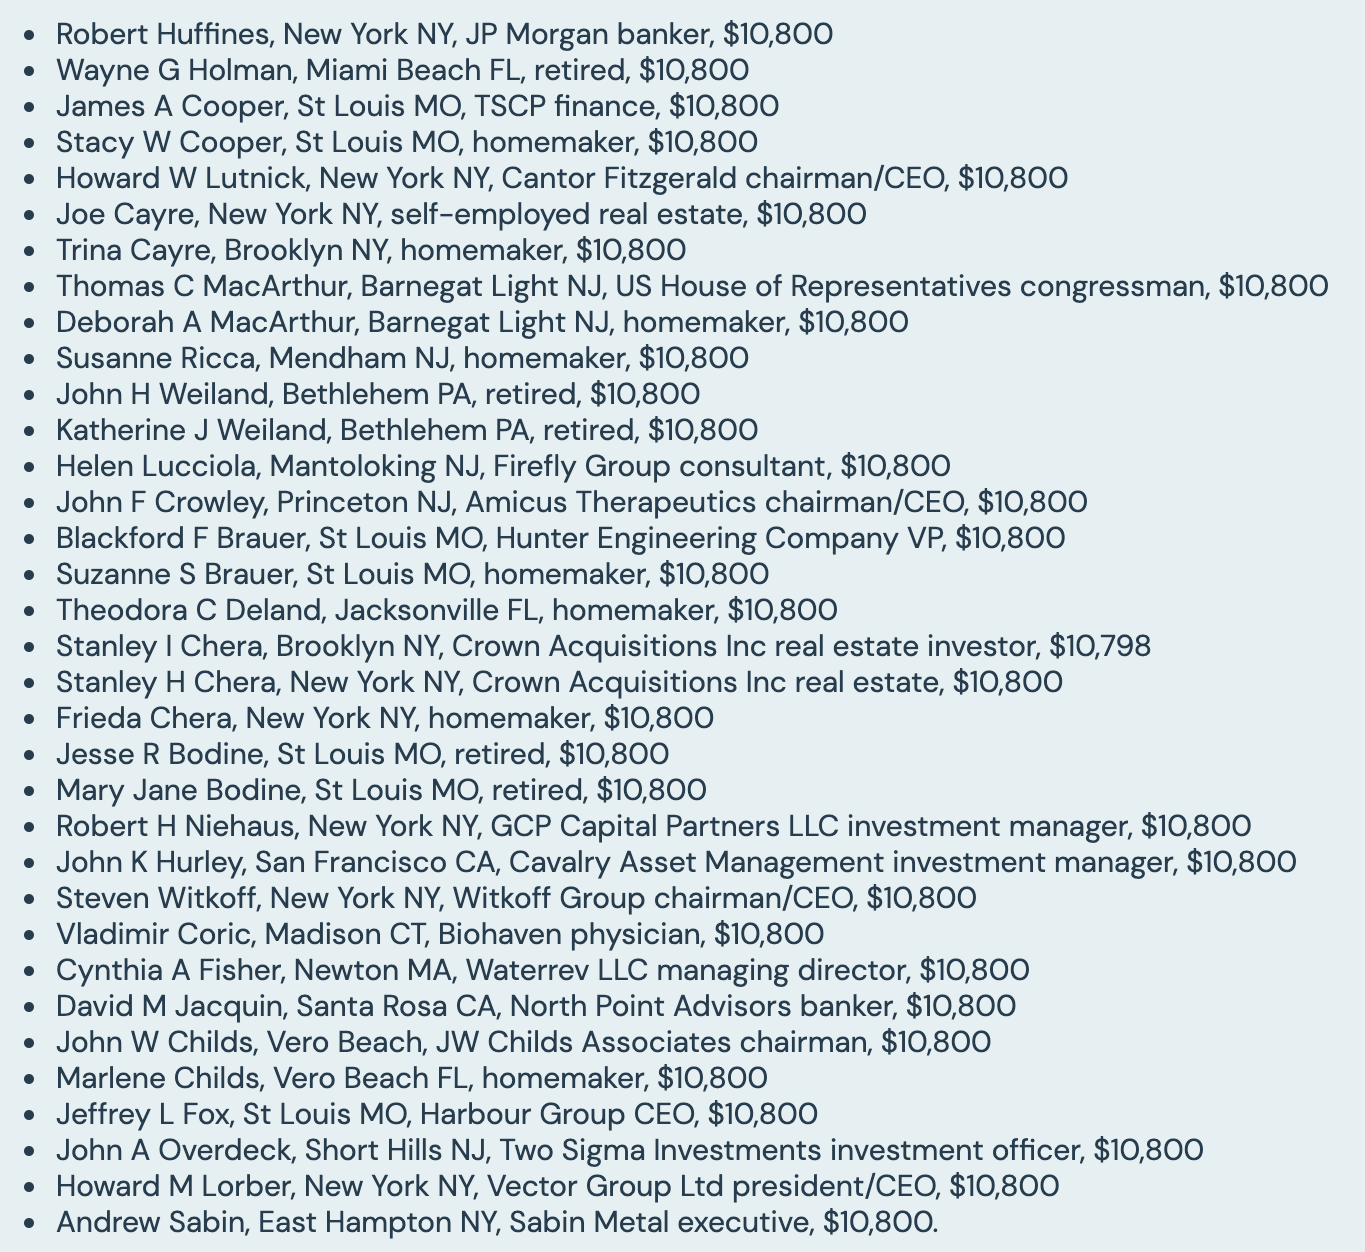 • Robert Huffines, New York NY, JP Morgan banker, $10,800
• Wayne G Holman, Miami Beach FL, retired, $10,800
• James A Cooper, St Louis MO, TSCP finance, $10,800
• Stacy W Cooper, St Louis MO, homemaker, $10,800
• Howard W Lutnick, New York NY, Cantor Fitzgerald chairman/CEO, $10,800
• Joe Cayre, New York NY, self-employed real estate, $10,800
• Trina Cayre, Brooklyn NY, homemaker, $10,800
• Thomas C MacArthur, Barnegat Light NJ, US House of Representatives congressman, $10,800
• Deborah A MacArthur, Barnegat Light NJ, homemaker, $10,800
• Susanne Ricca, Mendham NJ, homemaker, $10,800
• John H Weiland, Bethlehem PA, retired, $10,800
• Katherine J Weiland, Bethlehem PA, retired, $10,800
• Helen Lucciola, Mantoloking NJ, Firefly Group consultant, $10,800
• John F Crowley, Princeton NJ, Amicus Therapeutics chairman/CEO, $10,800
• Blackford F Brauer, St Louis MO, Hunter Engineering Company VP, $10,800
• Suzanne S Brauer, St Louis MO, homemaker, $10,800
• Theodora C Deland, Jacksonville FL, homemaker, $10,800
• Stanley I Chera, Brooklyn NY, Crown Acquisitions Inc real estate investor, $10,798
• Stanley H Chera, New York NY, Crown Acquisitions Inc real estate, $10,800
• Frieda Chera, New York NY, homemaker, $10,800
• Jesse R Bodine, St Louis MO, retired, $10,800
• Mary Jane Bodine, St Louis MO, retired, $10,800
• Robert H Niehaus, New York NY, GCP Capital Partners LLC investment manager, $10,800
• John K Hurley, San Francisco CA, Cavalry Asset Management investment manager, $10,800
• Steven Witkoff, New York NY, Witkoff Group chairman/CEO, $10,800
• Vladimir Coric, Madison CT, Biohaven physician, $10,800
• Cynthia A Fisher, Newton MA, Waterrev LLC managing director, $10,800
• David M Jacquin, Santa Rosa CA, North Point Advisors banker, $10,800
• John W Childs, Vero Beach, JW Childs Associates chairman, $10,800
• Marlene Childs, Vero Beach FL, homemaker, $10,800
• Jeffrey L Fox, St Louis MO, Harbour Group CEO, $10,800
• John A Overdeck, Short Hills NJ, Two Sigma Investments investment officer, $10,800
• Howard M Lorber, New York NY, Vector Group Ltd president/CEO, $10,800
• Andrew Sabin, East Hampton NY, Sabin Metal executive, $10,800.